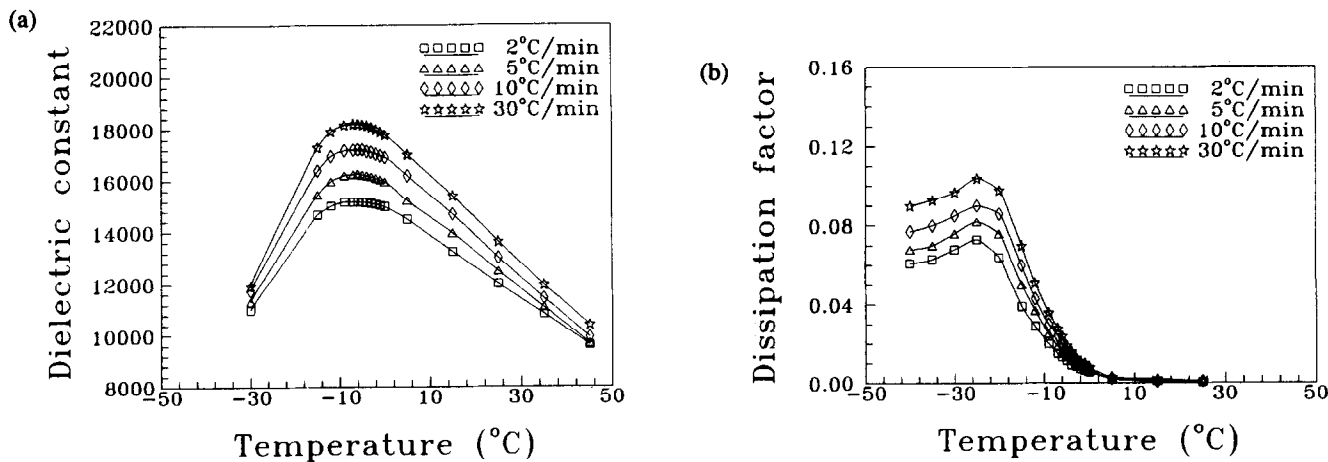 (a)
Dielectric constant
22000
20000
18000
16000
14000
12000
10000
8000
-50
-30
-10
10
30
50
Temperature (°C)
2°C/min
5°C/min
10°C/min
30°C/min
(b)
Dissipation factor
0.16
0.12
0.08
0.04
0.00
-50
-30
-10
10
30
50
Temperature (°C)
2°C/min
5°C/min
10°C/min
30°C/min